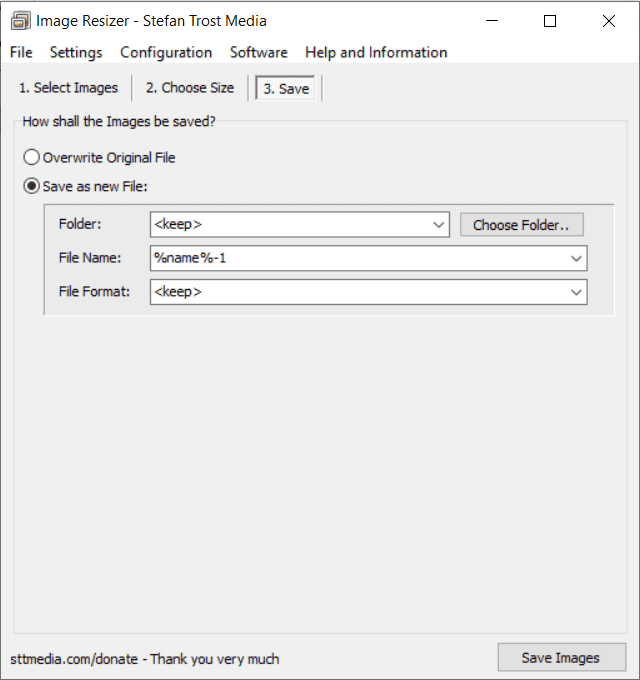 Image Resizer - Stefan Trost Media
File Settings Configuration Software Help and Information
1. Select Images 2. Choose Size 3. Save
How shall the Images be saved?
Overwrite Original File
Save as new File:
Folder: <keep> Choose Folder..
File Name: %name%-1
File Format: <keep>
sttmedia.com/donate - Thank you very much Save Images